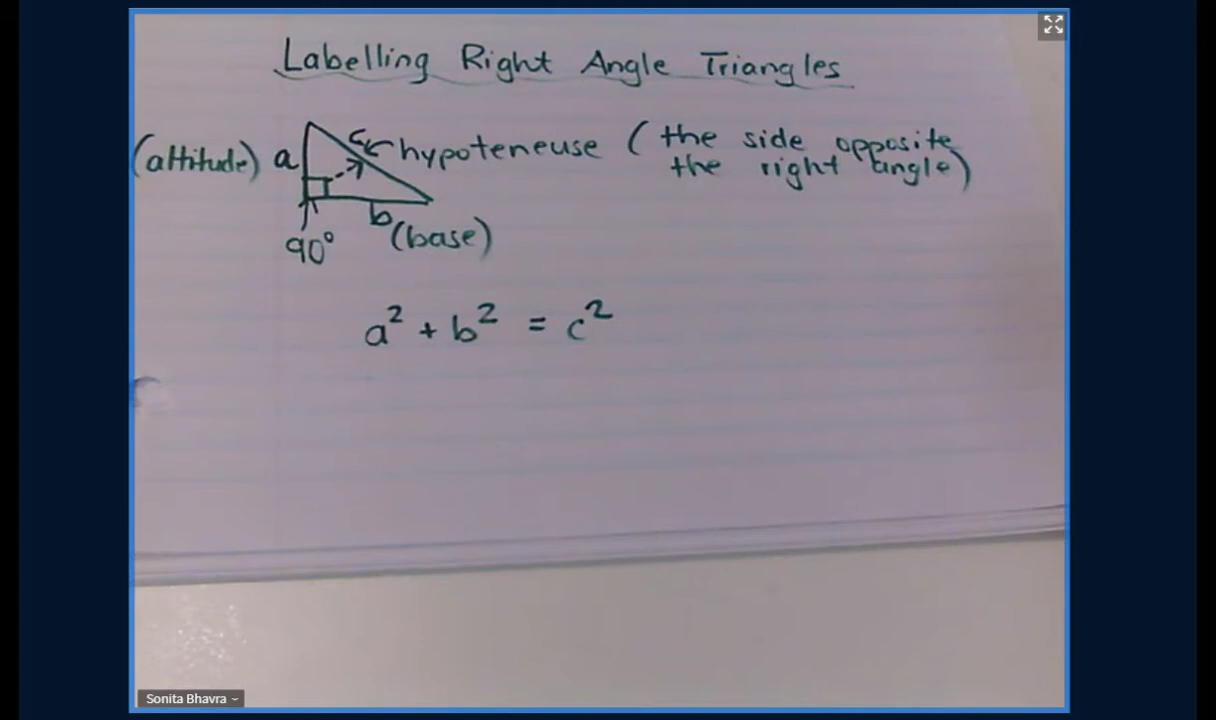 Labelling Right Angle Triangles
(altitude) a c hypoteneuse (the side opposite
the right angle)
b
90° (base)
a² + b² = c²
Sonita Bhavra